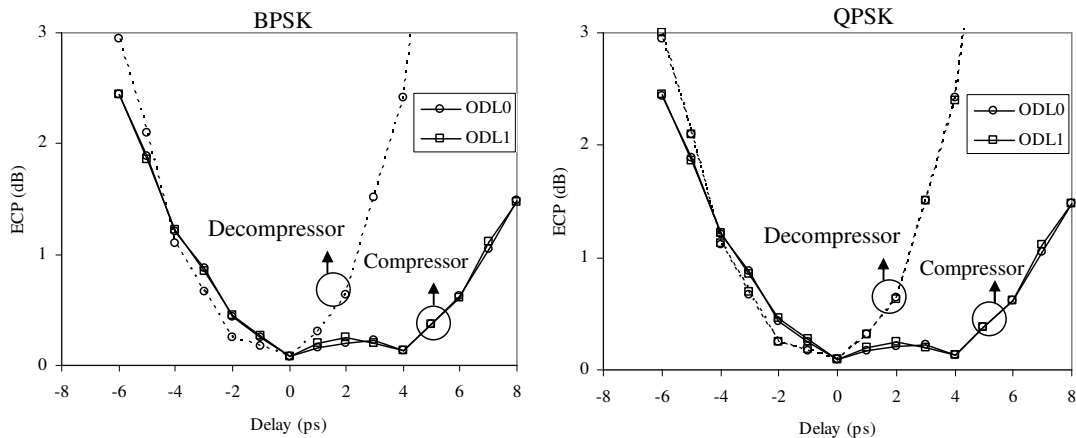 BPSK
3
2
1
0
ECP (dB)
-8 -6 -4 -2 0 2 4 6 8
Delay (ps)
ODL0
ODL1
Decompressor
Compressor
QPSK
3
2
1
0
ECP (dB)
-8 -6 -4 -2 0 2 4 6 8
Delay (ps)
ODL0
ODL1
Decompressor
Compressor